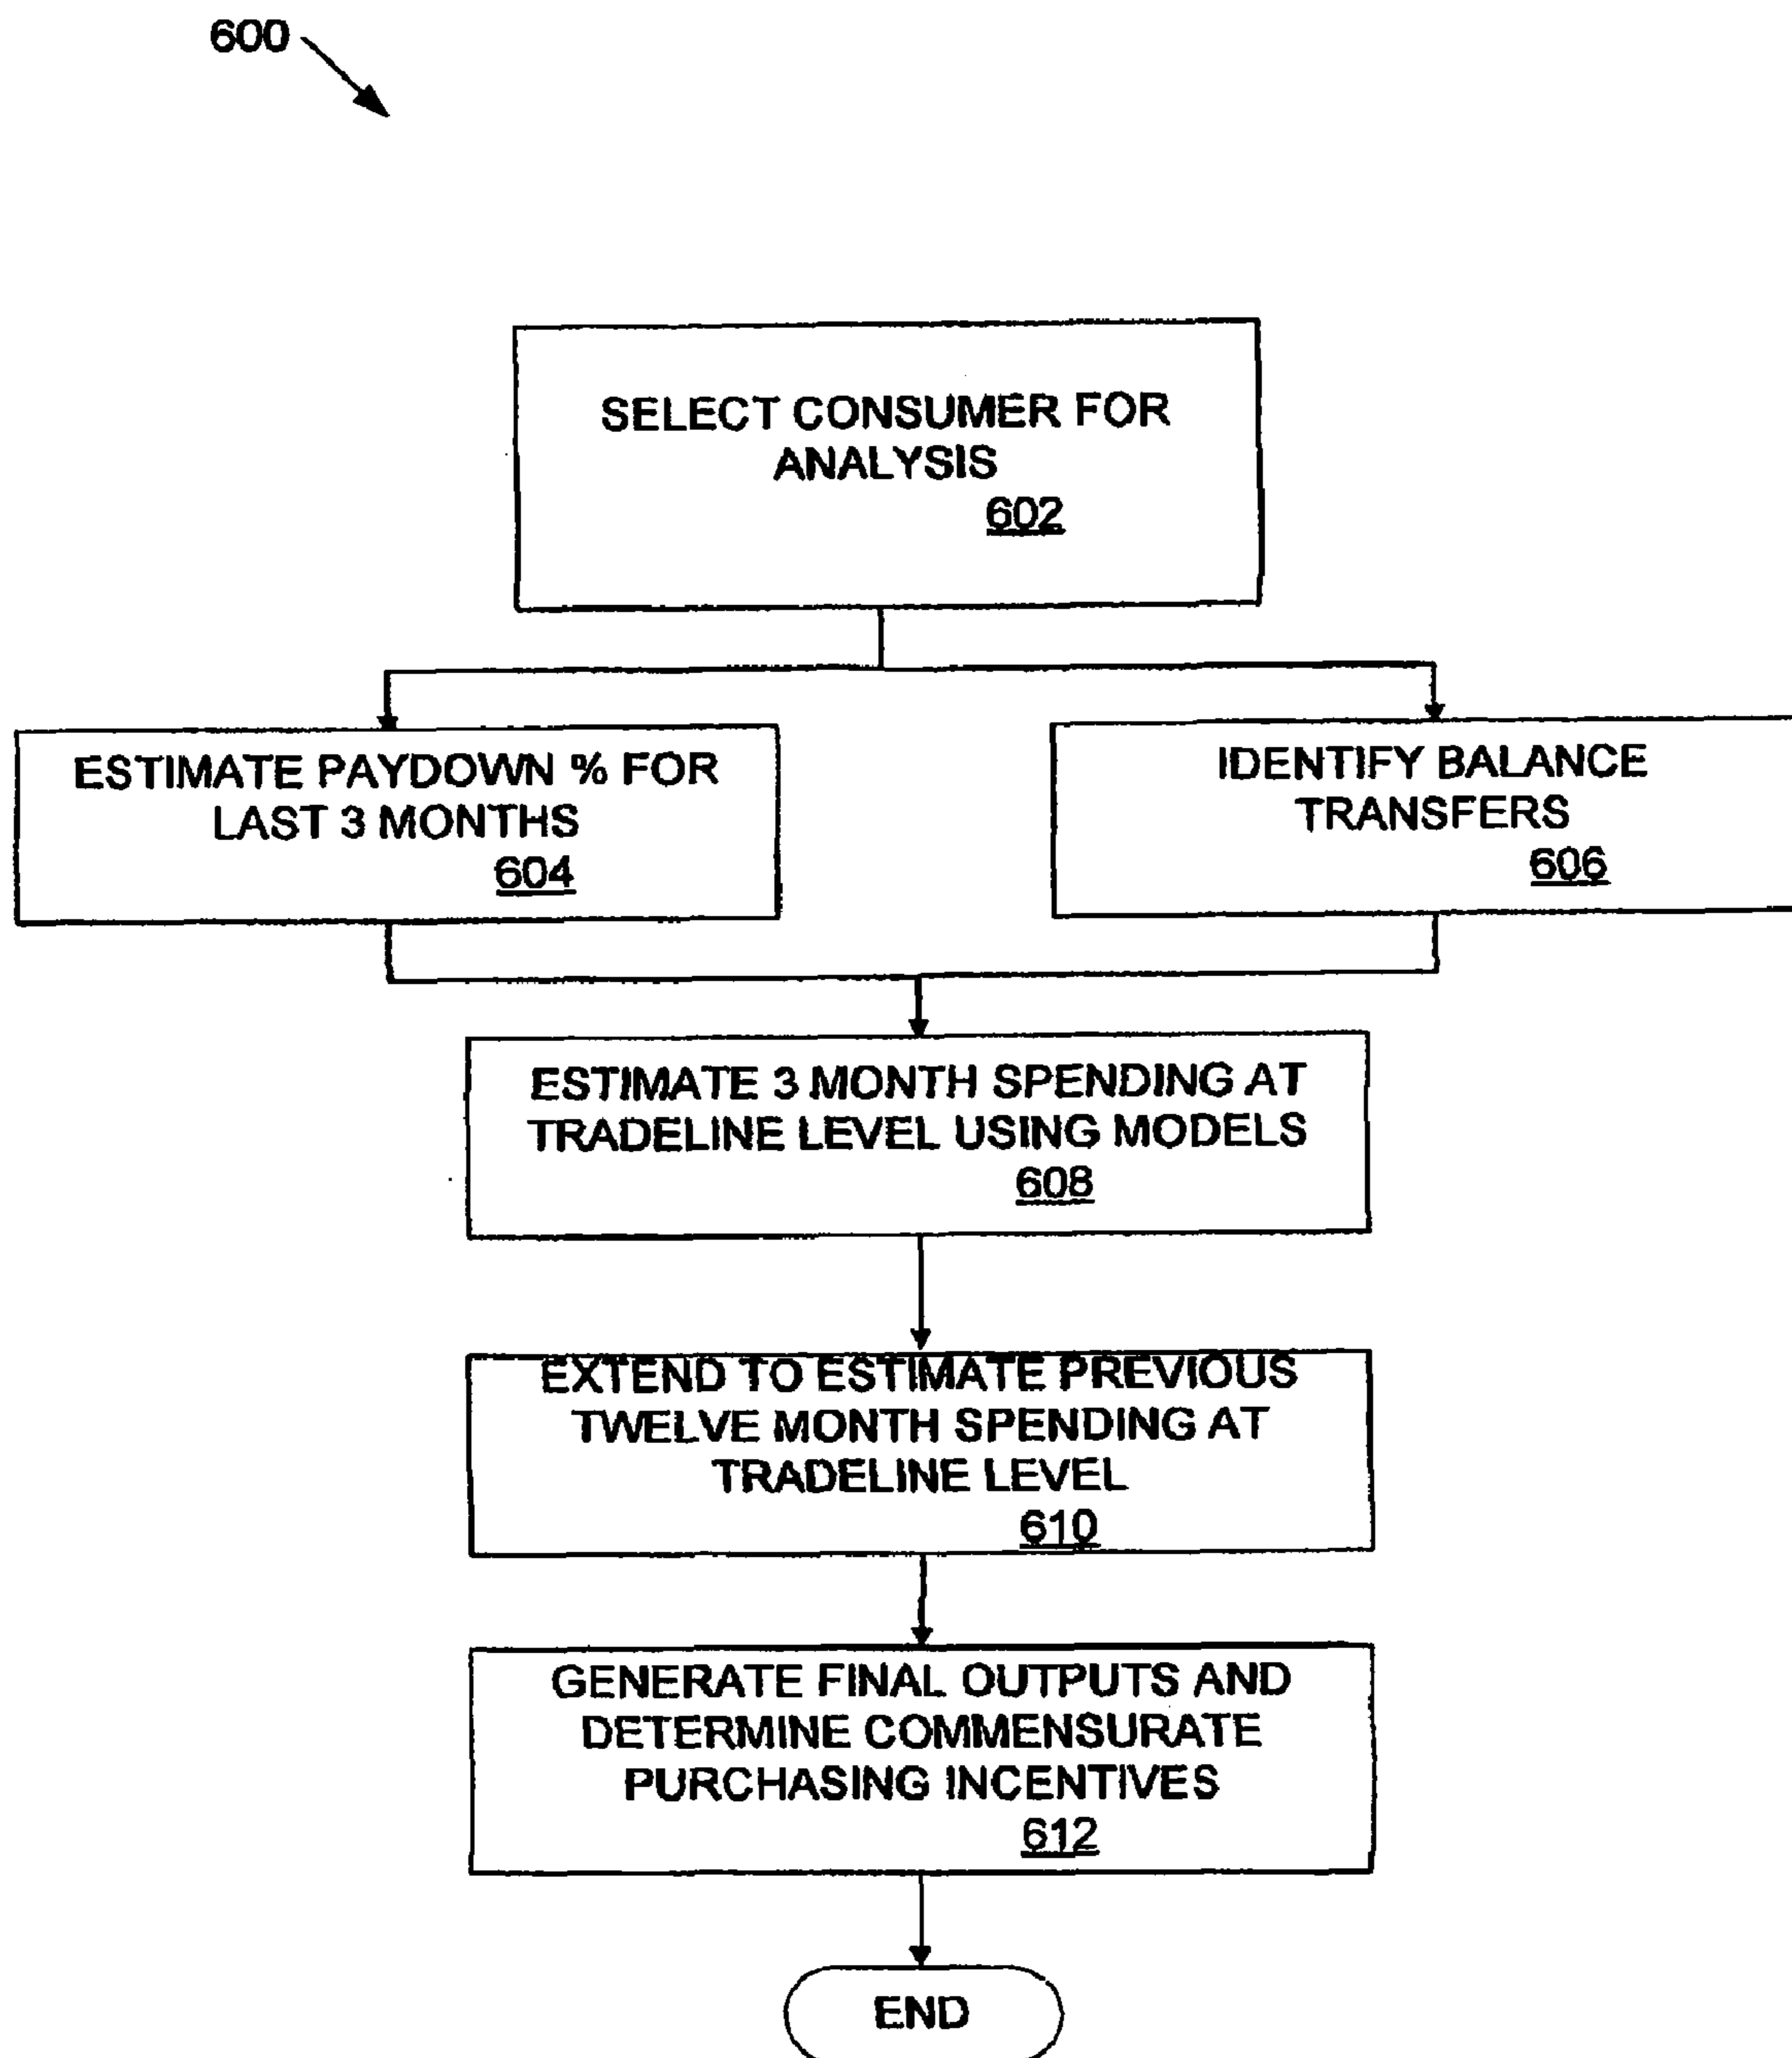 600
SELECT CONSUMER FOR
ANALYSIS
602
ESTIMATE PAYDOWN % FOR
LAST 3 MONTHS
604
IDENTIFY BALANCE
TRANSFERS
606
ESTIMATE 3 MONTH SPENDING AT
TRADELINE LEVEL USING MODELS
608
EXTEND TO ESTIMATE PREVIOUS
TWELVE MONTH SPENDING AT
TRADELINE LEVEL
610
GENERATE FINAL OUTPUTS AND
DETERMINE COMMENSURATE
PURCHASING INCENTIVES
612
END